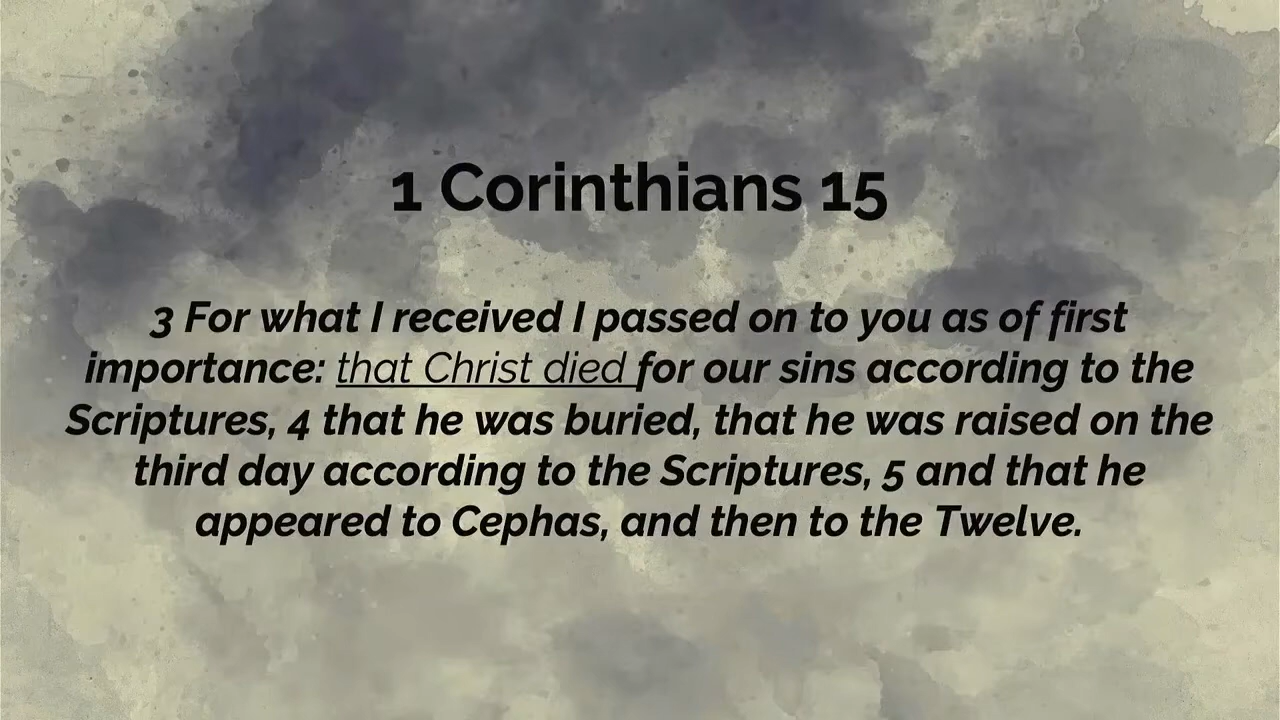 1 Corinthians 15
3 For what I received I passed on to you as of first
importance: that Christ died for our sins according to the
Scriptures, 4 that he was buried, that he was raised on the
third day according to the Scriptures, 5 and that he
appeared to Cephas, and then to the Twelve.